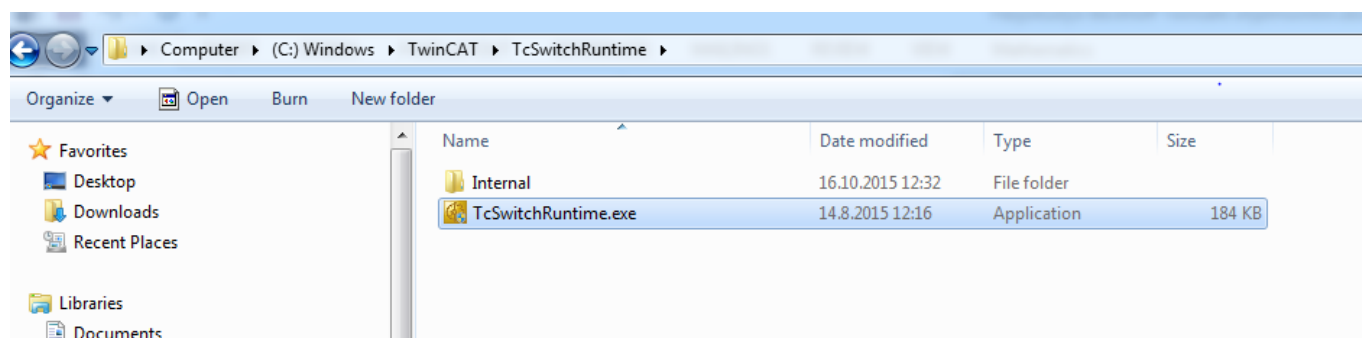 Computer ▸ (C:) Windows ▸ TwinCAT ▸ TcSwitchRuntime ▸
Organize ▾ Open Burn New folder
Favorites
Desktop
Downloads
Recent Places
Libraries
Documents
Name Date modified Type Size
Internal 16.10.2015 12:32 File folder
TcSwitchRuntime.exe 14.8.2015 12:16 Application 184 KB